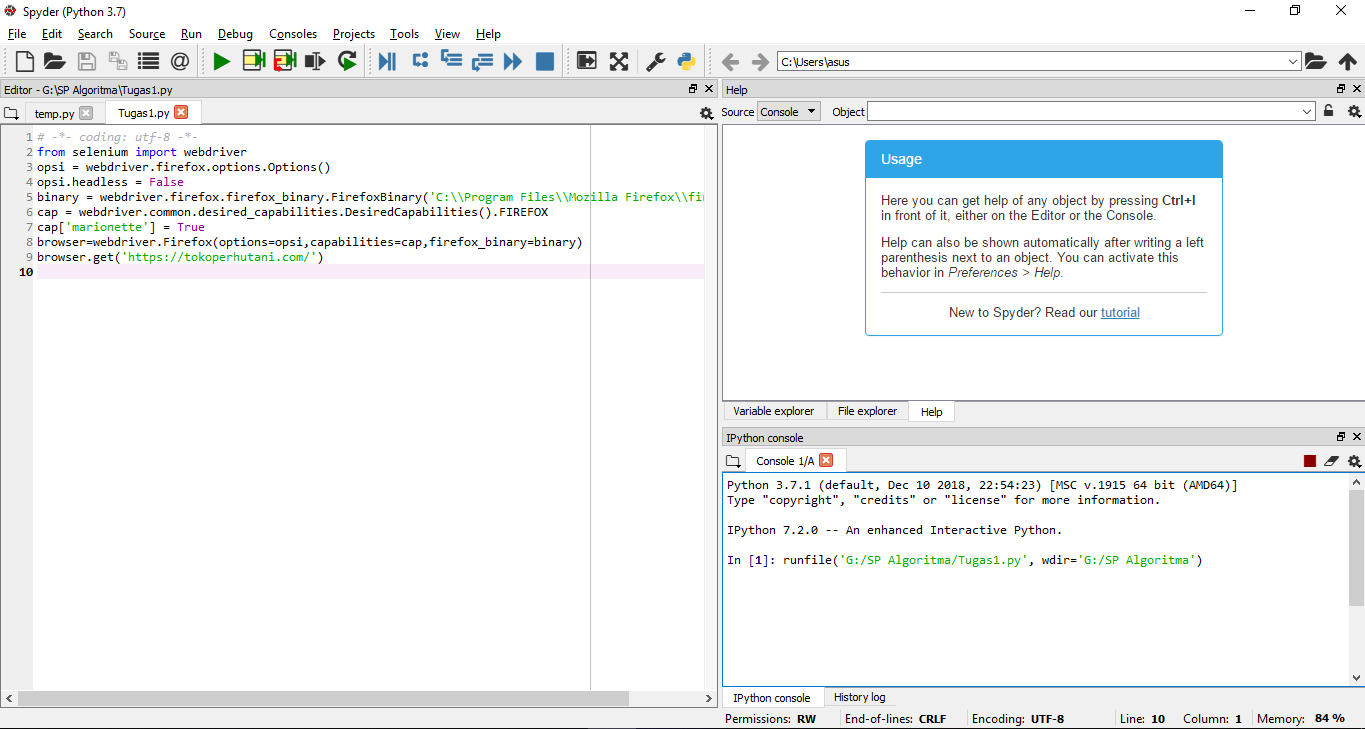 Spyder (Python 3.7)
File Edit Search Source Run Debug Consoles Projects Tools View Help
C:\Users\asus
Editor - G:\SP Algoritma\Tugas1.py
temp.py Tugas1.py
1 # -*- coding: utf-8 -*-
2 from selenium import webdriver
3 opsi = webdriver.firefox.options.Options()
4 opsi.headless = False
5 binary = webdriver.firefox.firefox_binary.FirefoxBinary('C:\\Program Files\\Mozilla Firefox\\fi
6 cap = webdriver.common.desired_capabilities.DesiredCapabilities().FIREFOX
7 cap['marionette'] = True
8 browser=webdriver.Firefox(options=opsi,capabilities=cap,firefox_binary=binary)
9 browser.get('https://tokoperhutani.com/')
10
Help
Source Console Object
Usage
Here you can get help of any object by pressing Ctrl+I
in front of it, either on the Editor or the Console.
Help can also be shown automatically after writing a left
parenthesis next to an object. You can activate this
behavior in Preferences > Help.
New to Spyder? Read our tutorial
Variable explorer File explorer Help
IPython console
Console 1/A
Python 3.7.1 (default, Dec 10 2018, 22:54:23) [MSC v.1915 64 bit (AMD64)]
Type "copyright", "credits" or "license" for more information.
IPython 7.2.0 -- An enhanced Interactive Python.
In [1]: runfile('G:/SP Algoritma/Tugas1.py', wdir='G:/SP Algoritma')
IPython console History log
Permissions: RW End-of-lines: CRLF Encoding: UTF-8 Line: 10 Column: 1 Memory: 84 %